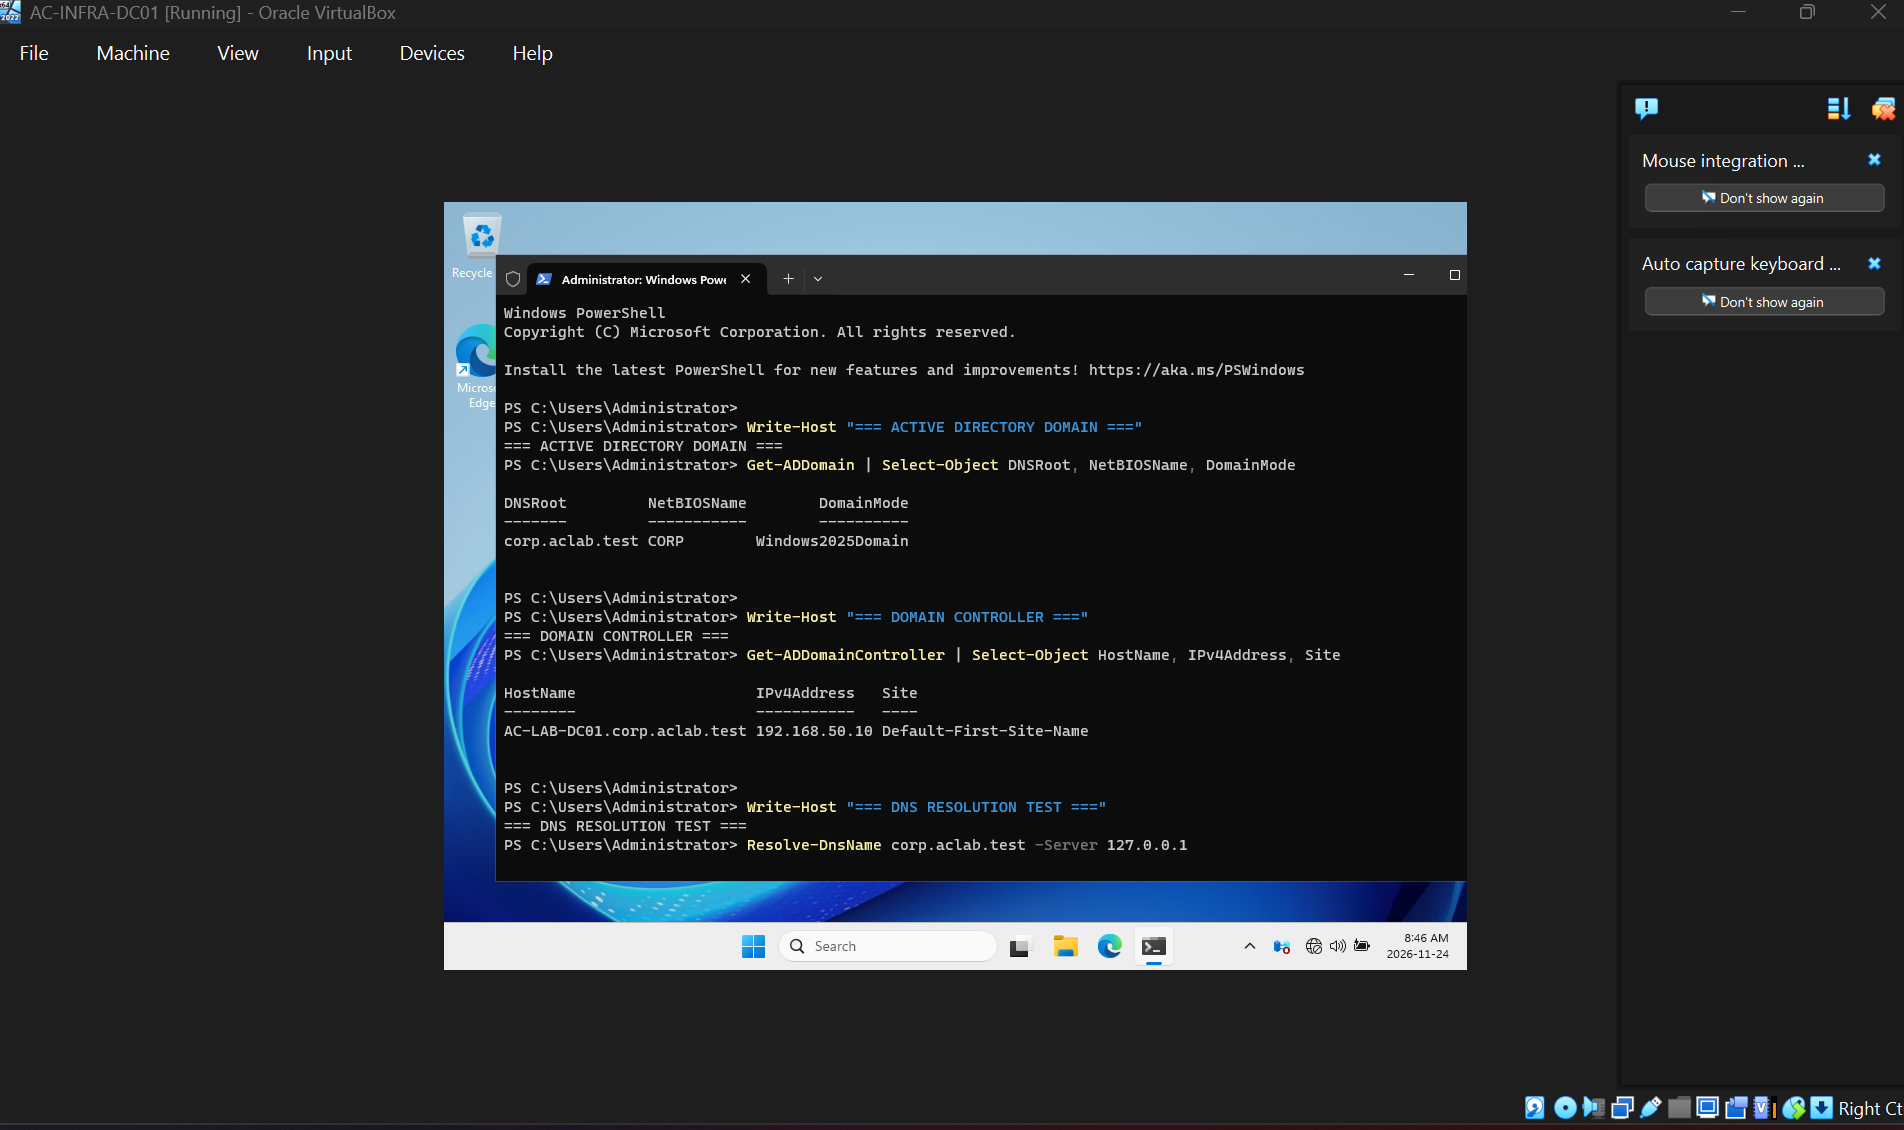 AC-INFRA-DC01 [Running] - Oracle VirtualBox
File Machine View Input Devices Help
Mouse integration ...
Don't show again
Auto capture keyboard ...
Don't show again
Recycle
Edge
Administrator: Windows Powe
Windows PowerShell
Copyright (C) Microsoft Corporation. All rights reserved.
Install the latest PowerShell for new features and improvements! https://aka.ms/PSWindows
PS C:\Users\Administrator>
PS C:\Users\Administrator> Write-Host "=== ACTIVE DIRECTORY DOMAIN ==="
=== ACTIVE DIRECTORY DOMAIN ===
PS C:\Users\Administrator> Get-ADDomain | Select-Object DNSRoot, NetBIOSName, DomainMode
DNSRoot NetBIOSName DomainMode
------- ----------- ----------
corp.aclab.test CORP Windows2025Domain
PS C:\Users\Administrator>
PS C:\Users\Administrator> Write-Host "=== DOMAIN CONTROLLER ==="
=== DOMAIN CONTROLLER ===
PS C:\Users\Administrator> Get-ADDomainController | Select-Object HostName, IPv4Address, Site
HostName IPv4Address Site
-------- ----------- ----
AC-LAB-DC01.corp.aclab.test 192.168.50.10 Default-First-Site-Name
PS C:\Users\Administrator>
PS C:\Users\Administrator> Write-Host "=== DNS RESOLUTION TEST ==="
=== DNS RESOLUTION TEST ===
PS C:\Users\Administrator> Resolve-DnsName corp.aclab.test -Server 127.0.0.1
Search
8:46 AM
2026-11-24
Right Ct